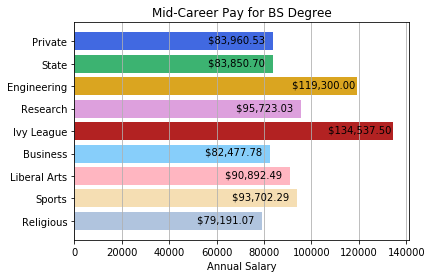 Mid-Career Pay for BS Degree
Private $83,960.53
State $83,850.70
Engineering $119,300.00
Research $95,723.03
Ivy League $134,537.50
Business $82,477.78
Liberal Arts $90,892.49
Sports $93,702.29
Religious $79,191.07
0 20000 40000 60000 80000 100000 120000 140000
Annual Salary